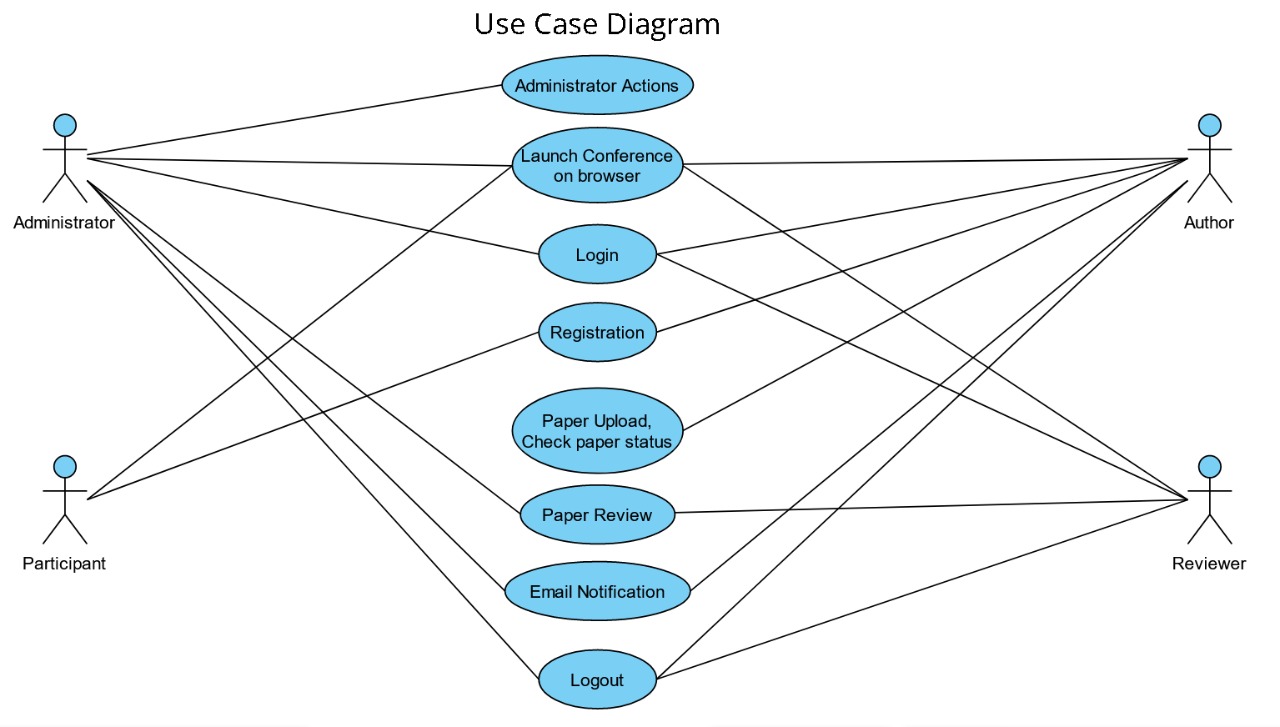 Use Case Diagram
Administrator Actions
Launch Conference
on browser
Administrator
Author
Login
Registration
Paper Upload,
Check paper status
Paper Review
Participant
Reviewer
Email Notification
Logout